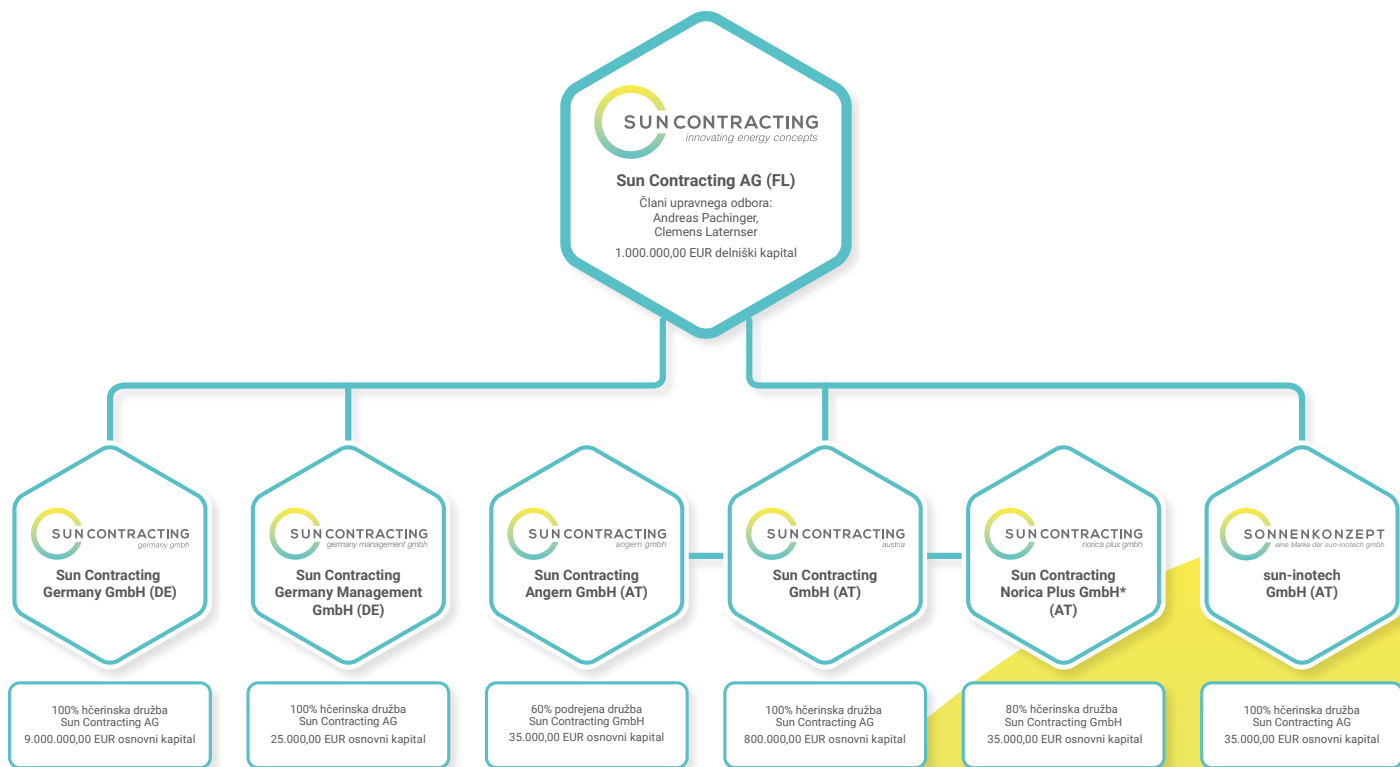 SUN CONTRACTING
innovating energy concepts
Sun Contracting AG (FL)
Člani upravnega odbora:
Andreas Pachinger,
Clemens Laternser
1.000.000,00 EUR delniški kapital
SUN CONTRACTING
germany gmbh
Sun Contracting
Germany GmbH (DE)
100% hčerinska družba
Sun Contracting AG
9.000.000,00 EUR osnovni kapital
SUN CONTRACTING
germany management gmbh
Sun Contracting
Germany Management
GmbH (DE)
100% hčerinska družba
Sun Contracting AG
25.000,00 EUR osnovni kapital
SUN CONTRACTING
angern gmbh
Sun Contracting
Angern GmbH (AT)
60% podrejena družba
Sun Contracting GmbH
35.000,00 EUR osnovni kapital
SUN CONTRACTING
austria
Sun Contracting
GmbH (AT)
100% hčerinska družba
Sun Contracting AG
800.000,00 EUR osnovni kapital
SUN CONTRACTING
norica plus gmbh
Sun Contracting
Norica Plus GmbH*
(AT)
80% hčerinska družba
Sun Contracting GmbH
35.000,00 EUR osnovni kapital
SONNENKONZEPT
eine Marke der sun-inotech gmbh
sun-inotech
GmbH (AT)
100% hčerinska družba
Sun Contracting AG
35.000,00 EUR osnovni kapital